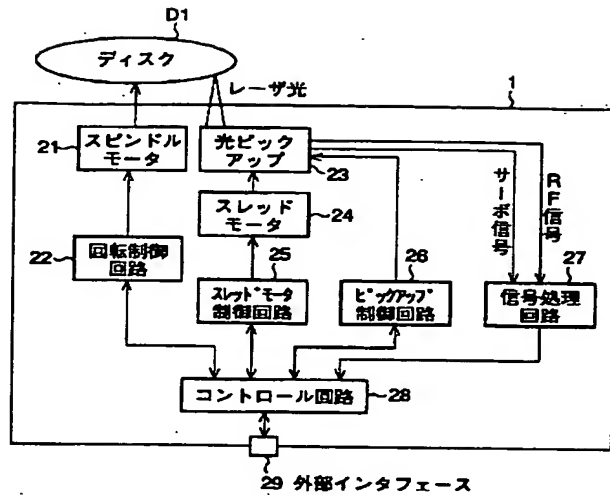 D1
ディスク
レーザ光
1
21
スピンドル
モータ
光ピック
アップ
23
スレッド
モータ
24
サーボ信号
RF信号
22
回転制御
回路
25
スレッドモータ
制御回路
26
ピックアップ
制御回路
27
信号処理
回路
コントロール回路
28
29 外部インタフェース